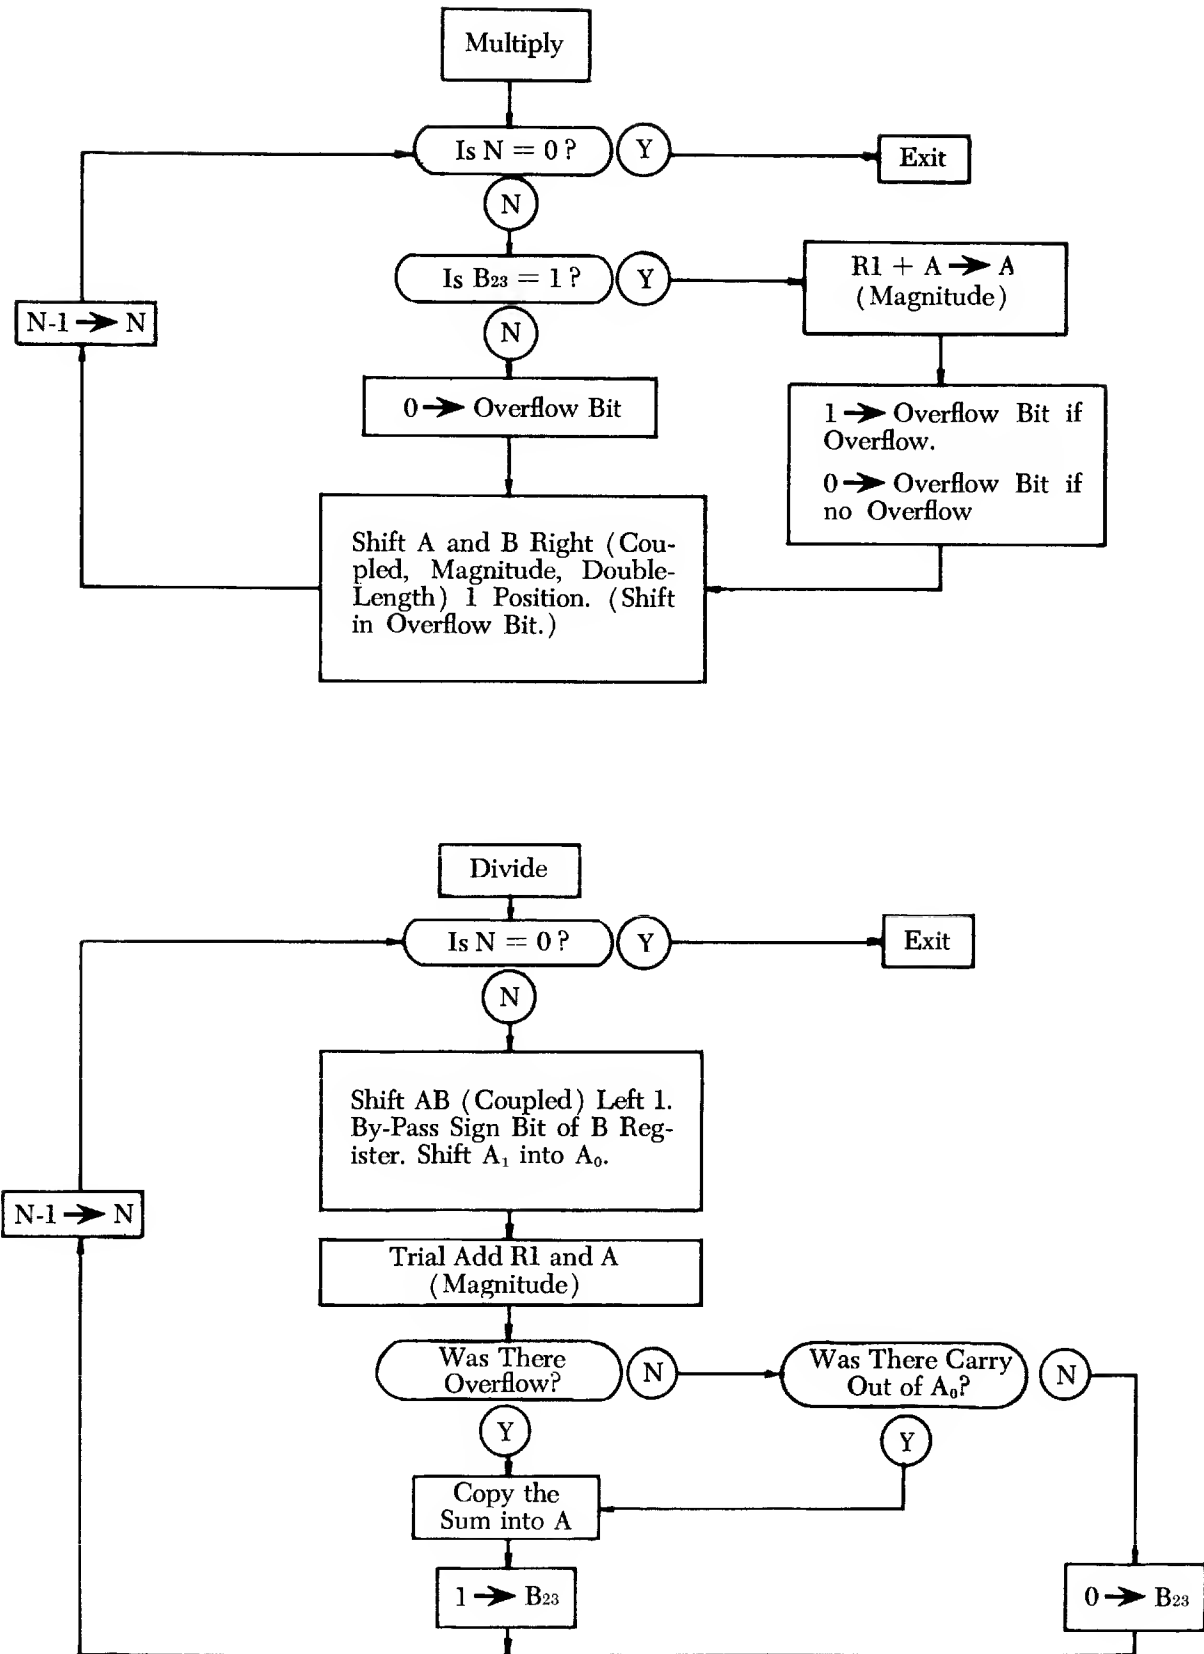 Multiply
Is N = 0?
Y
Exit
N
Is B23 = 1?
Y
R1 + A → A
(Magnitude)
N-1 → N
N
0 → Overflow Bit
1 → Overflow Bit if
Overflow.
0 → Overflow Bit if
no Overflow
Shift A and B Right (Cou-
pled, Magnitude, Double-
Length) 1 Position. (Shift
in Overflow Bit.)
Divide
Is N = 0?
Y
Exit
N
Shift AB (Coupled) Left 1.
By-Pass Sign Bit of B Reg-
ister. Shift A₁ into A₀.
N-1 → N
Trial Add R1 and A
(Magnitude)
Was There
Overflow?
N
Was There Carry
Out of A₀?
N
Y
Y
Copy the
Sum into A
1 → B23
0 → B23